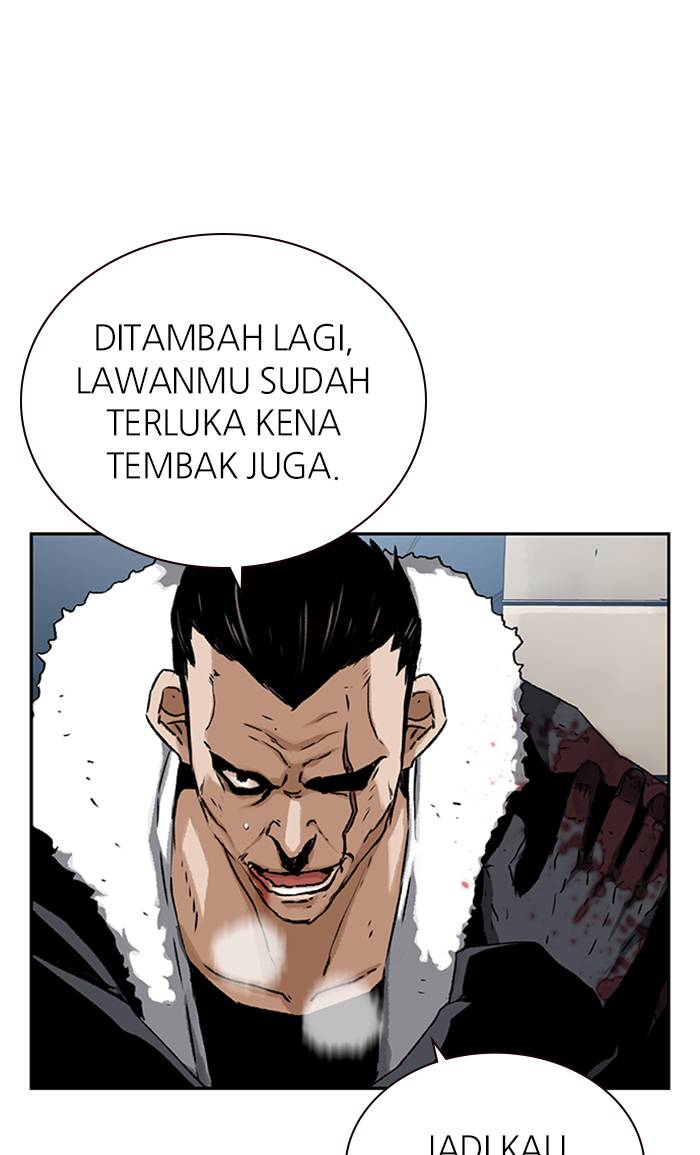 DITAMBAH LAGI,
LAWANMU SUDAH
TERLUKA KENA
TEMBAK JUGA.
JADI KAU